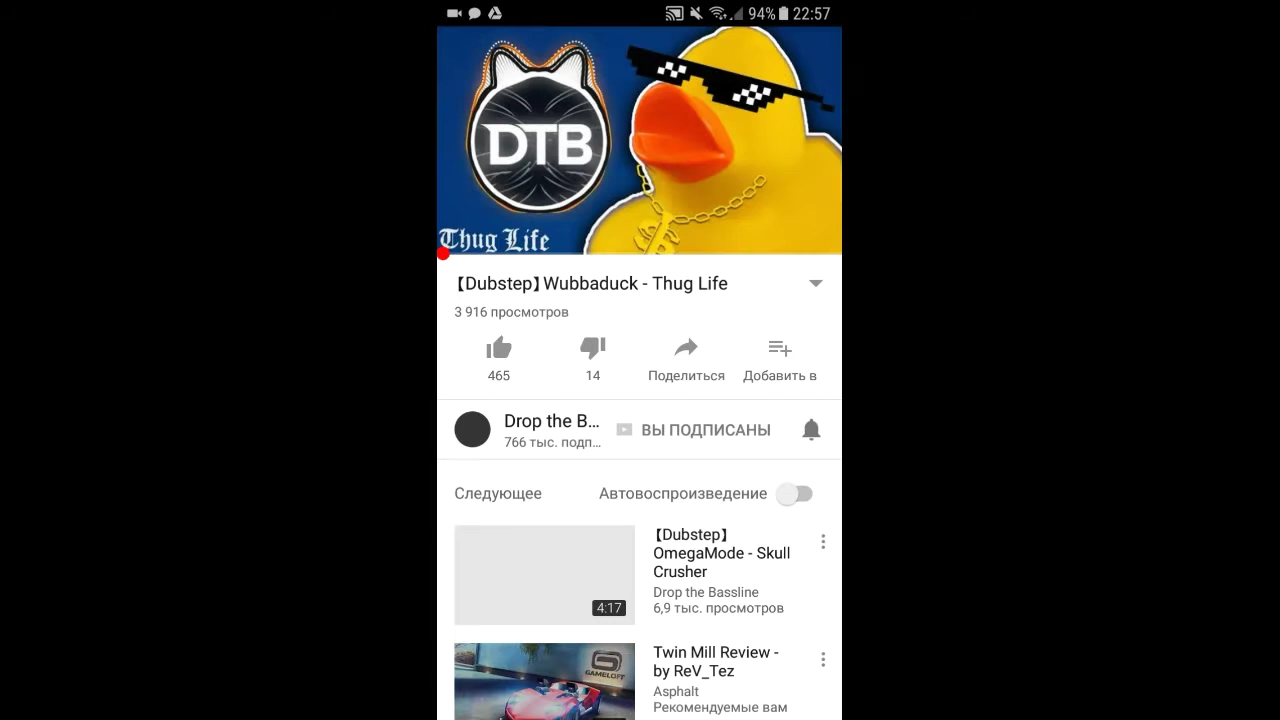 94% 22:57
DTB
Thug Life
【Dubstep】Wubbaduck - Thug Life
3 916 просмотров
465 14 Поделиться Добавить в
Drop the B... ВЫ ПОДПИСАНЫ
766 тыс. подп...
Следующее Автовоспроизведение
【Dubstep】
OmegaMode - Skull
Crusher
Drop the Bassline
6,9 тыс. просмотров
4:17
Twin Mill Review -
by ReV_Tez
Asphalt
Рекомендуемые вам
GAMELOFT